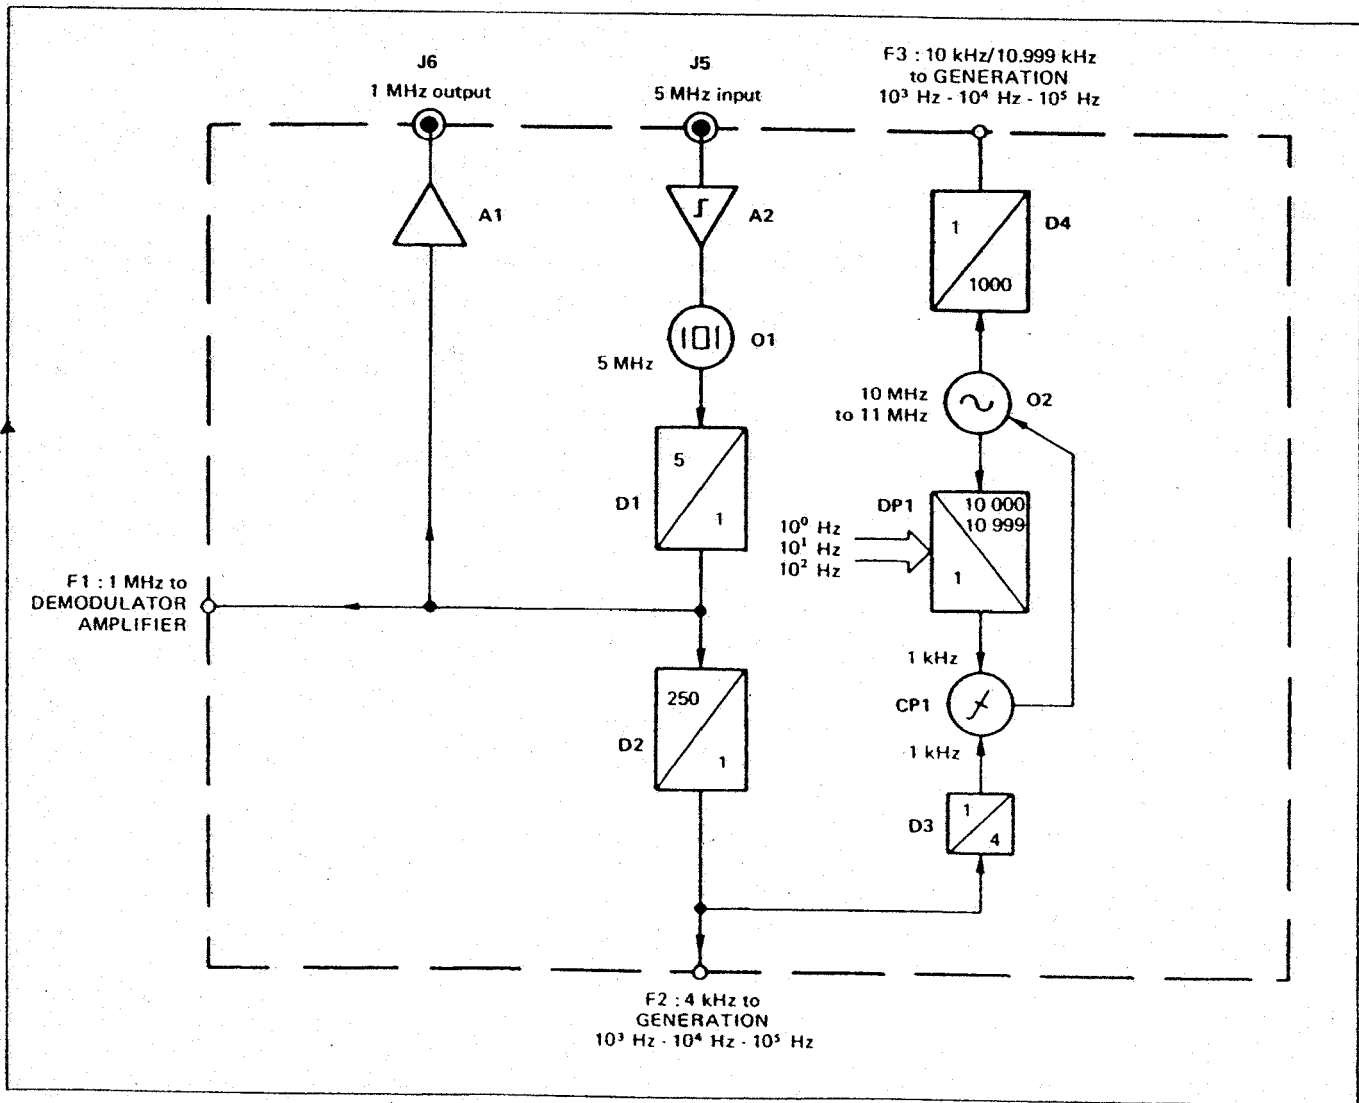 J6
1 MHz output
J5
5 MHz input
F3 : 10 kHz/10.999 kHz
to GENERATION
10³ Hz - 10⁴ Hz - 10⁵ Hz
A1
A2
1
1000
D4
O1
5 MHz
10 MHz
to 11 MHz
O2
5
1
D1
DP1
10 000
10 999
1
10⁰ Hz
10¹ Hz
10² Hz
F1 : 1 MHz to
DEMODULATOR
AMPLIFIER
1 kHz
CP1
1 kHz
250
1
D2
D3
1
4
F2 : 4 kHz to
GENERATION
10³ Hz - 10⁴ Hz - 10⁵ Hz